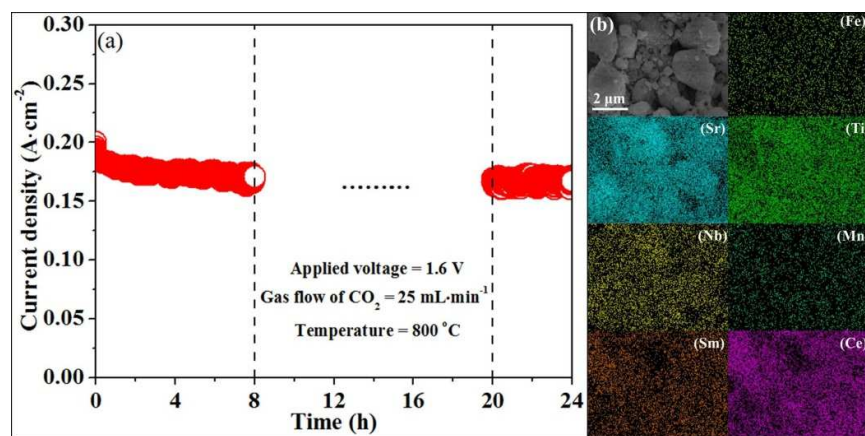 (a)
0.30
0.25
0.20
0.15
0.10
0.05
0.00
Current density (A·cm⁻²)
.........
Applied voltage = 1.6 V
Gas flow of CO₂ = 25 mL·min⁻¹
Temperature = 800 °C
0 4 8 12 16 20 24
Time (h)
(b)
2 μm
(Fe)
(Sr)
(Ti)
(Nb)
(Mn)
(Sm)
(Ce)